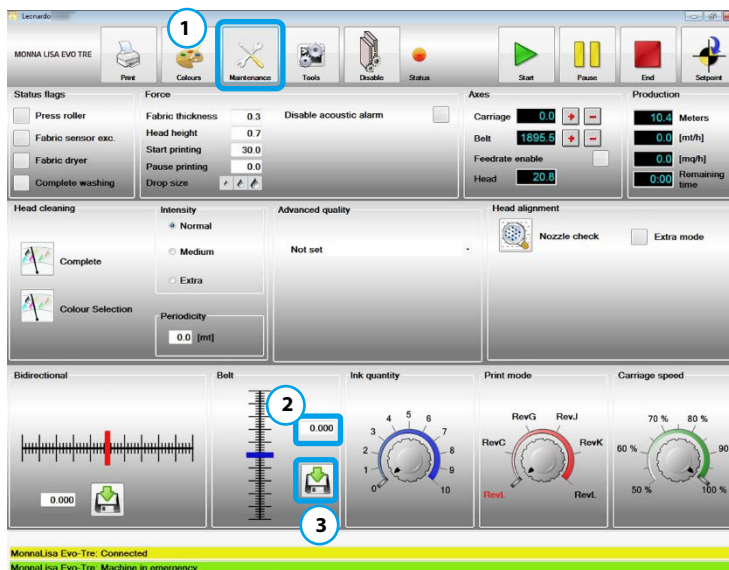 Leonardo
MONNA LISA EVO TRE
Print
Colours
Maintenance
Tools
Disable
Status
Start
Pause
End
Setpoint
1
Status flags
Press roller
Fabric sensor exc.
Fabric dryer
Complete washing
Force
Fabric thickness 0.3
Head height 0.7
Start printing 30.0
Pause printing 0.0
Drop size
Disable acoustic alarm
Axes
Carriage 0.0 + -
Belt 1895.5 + -
Feedrate enable
Head 20.8
Production
10.4 Meters
0.0 [mt/h]
0.0 [mq/h]
0:00 Remaining time
Head cleaning
Complete
Colour Selection
Intensity
Normal
Medium
Extra
Periodicity
0.0 [mt]
Advanced quality
Not set
Head alignment
Nozzle check
Extra mode
Bidirectional
0.000
Belt
2
0.000
3
Ink quantity
0 1 2 3 4 5 6 7 8 9 10
Print mode
RevL RevC RevG RevJ RevK RevL
Carriage speed
50 % 60 % 70 % 80 % 90 100 %
MonnaLisa Evo-Tre: Connected
MonnaLisa Evo-Tre: Machine in emergency